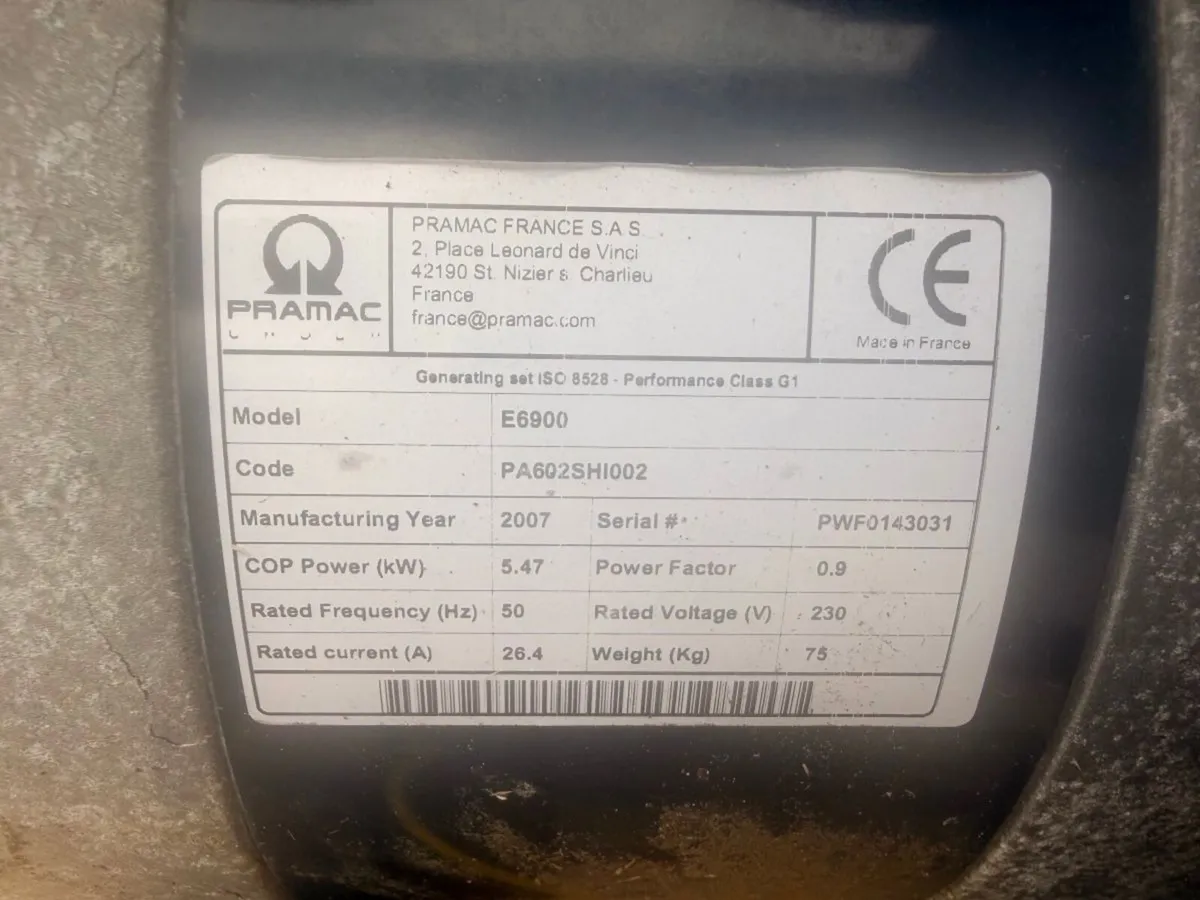 PRAMAC
PRAMAC FRANCE S.A.S
2, Place Leonard de Vinci
42190 St. Nizier s. Charlieu
France
france@pramac.com
CE
Made in France
Generating set ISO 8528 - Performance Class G1
Model E6900
Code PA602SHI002
Manufacturing Year 2007 Serial # PWF0143031
COP Power (kW) 5.47 Power Factor 0.9
Rated Frequency (Hz) 50 Rated Voltage (V) 230
Rated current (A) 26.4 Weight (Kg) 75